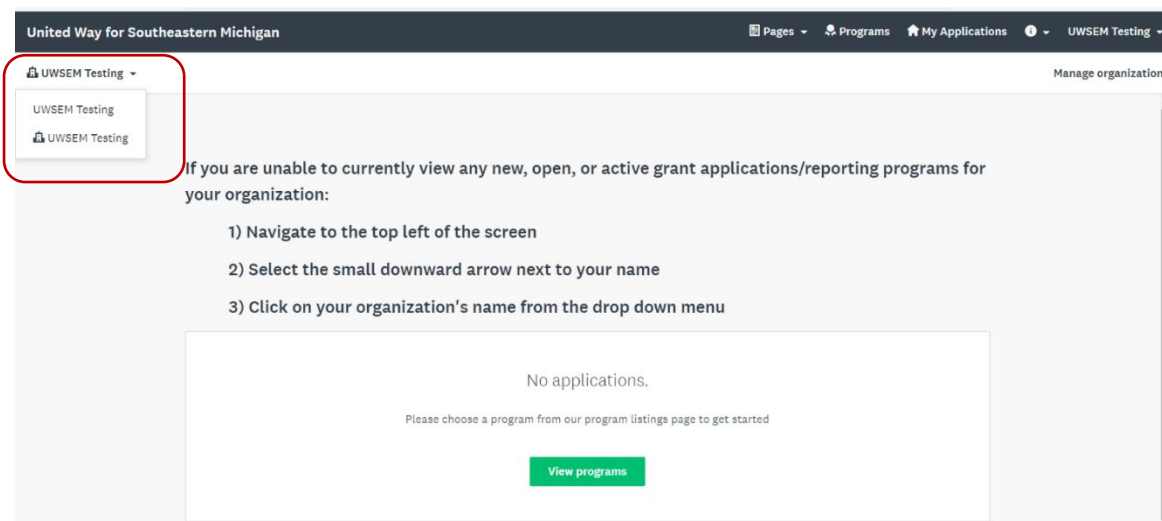 United Way for Southeastern Michigan Pages Programs My Applications UWSEM Testing
UWSEM Testing Manage organization
UWSEM Testing
UWSEM Testing
If you are unable to currently view any new, open, or active grant applications/reporting programs for
your organization:
1) Navigate to the top left of the screen
2) Select the small downward arrow next to your name
3) Click on your organization's name from the drop down menu
No applications.
Please choose a program from our program listings page to get started
View programs